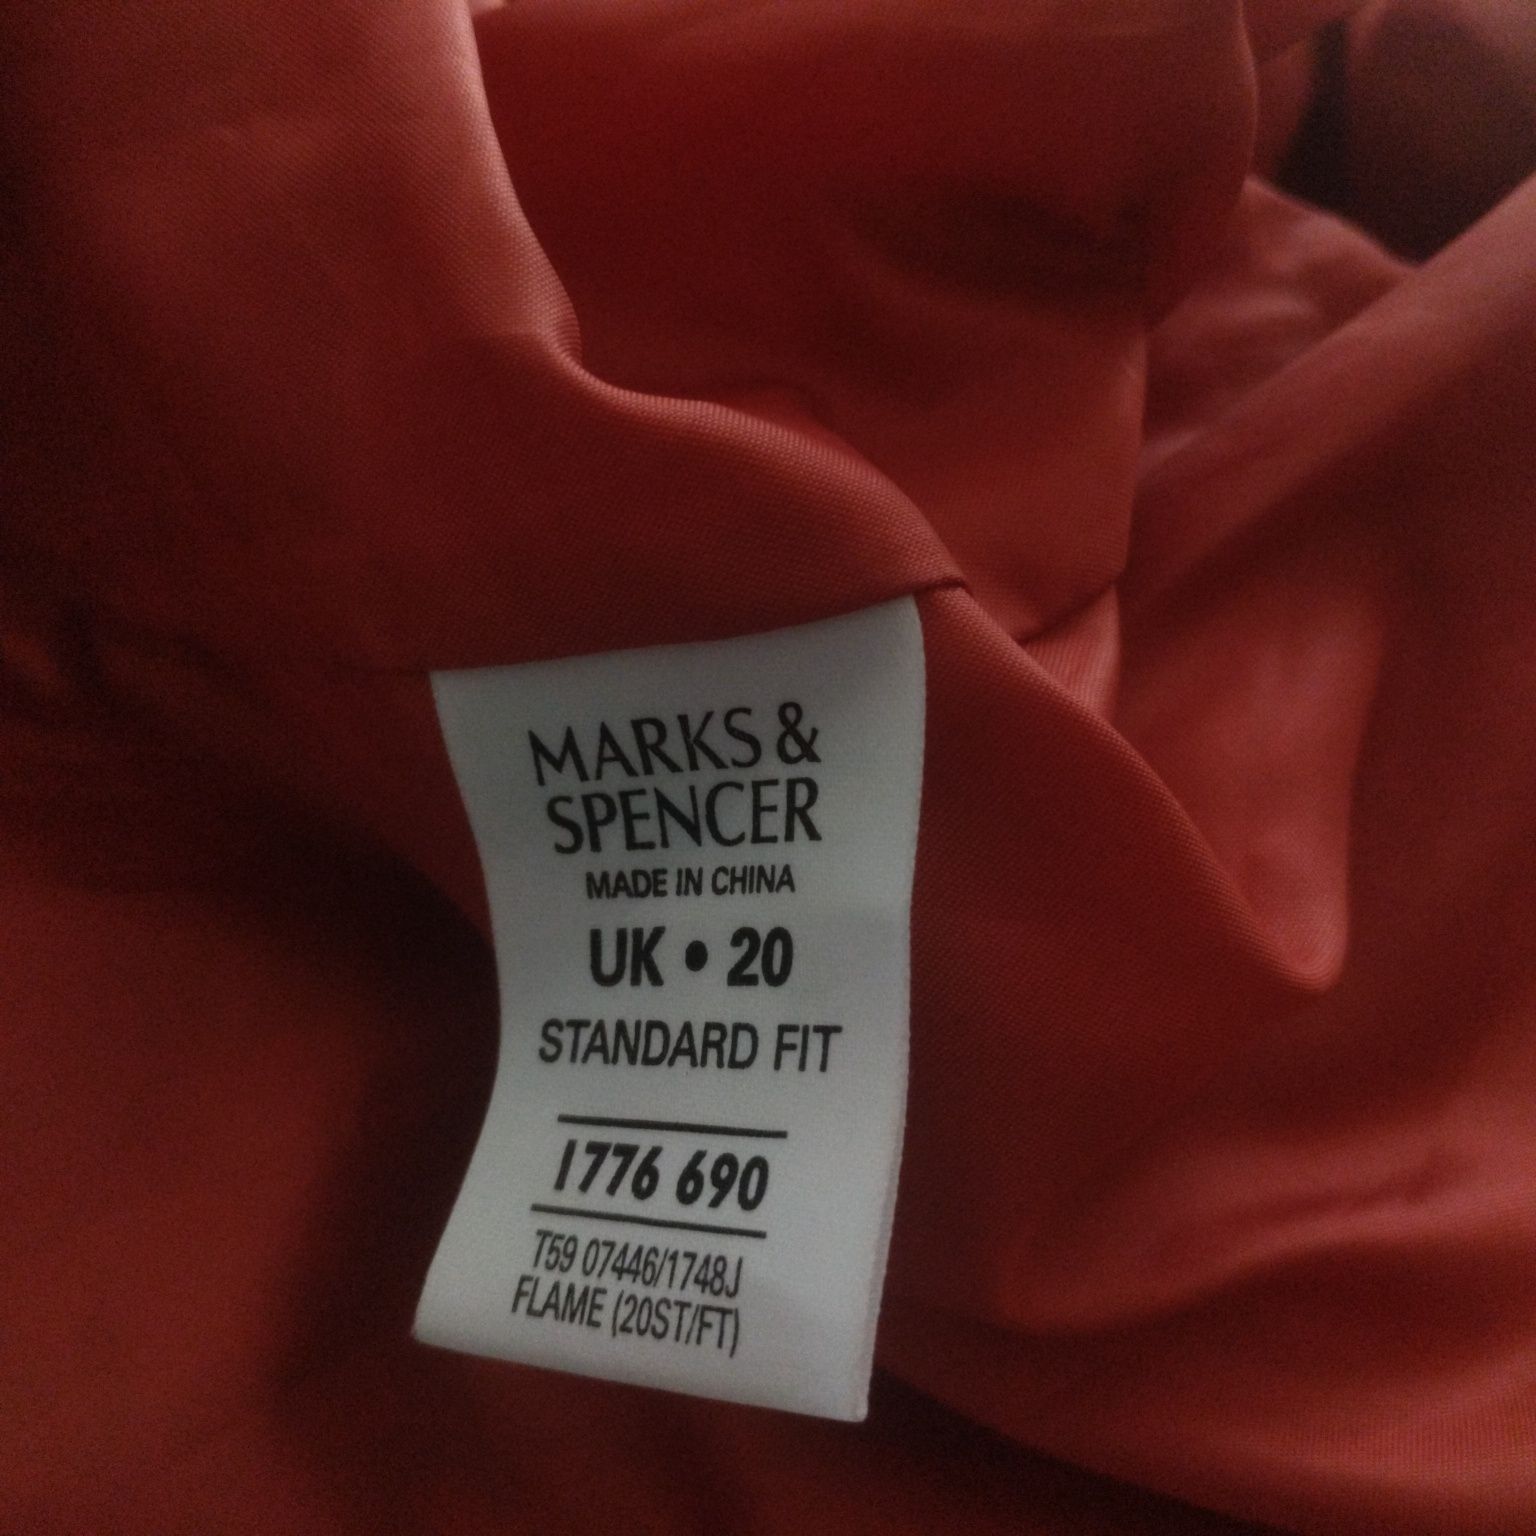 MARKS &
SPENCER
MADE IN CHINA
UK • 20
STANDARD FIT
1776 690
T59 07446/1748J
FLAME (20ST/FT)